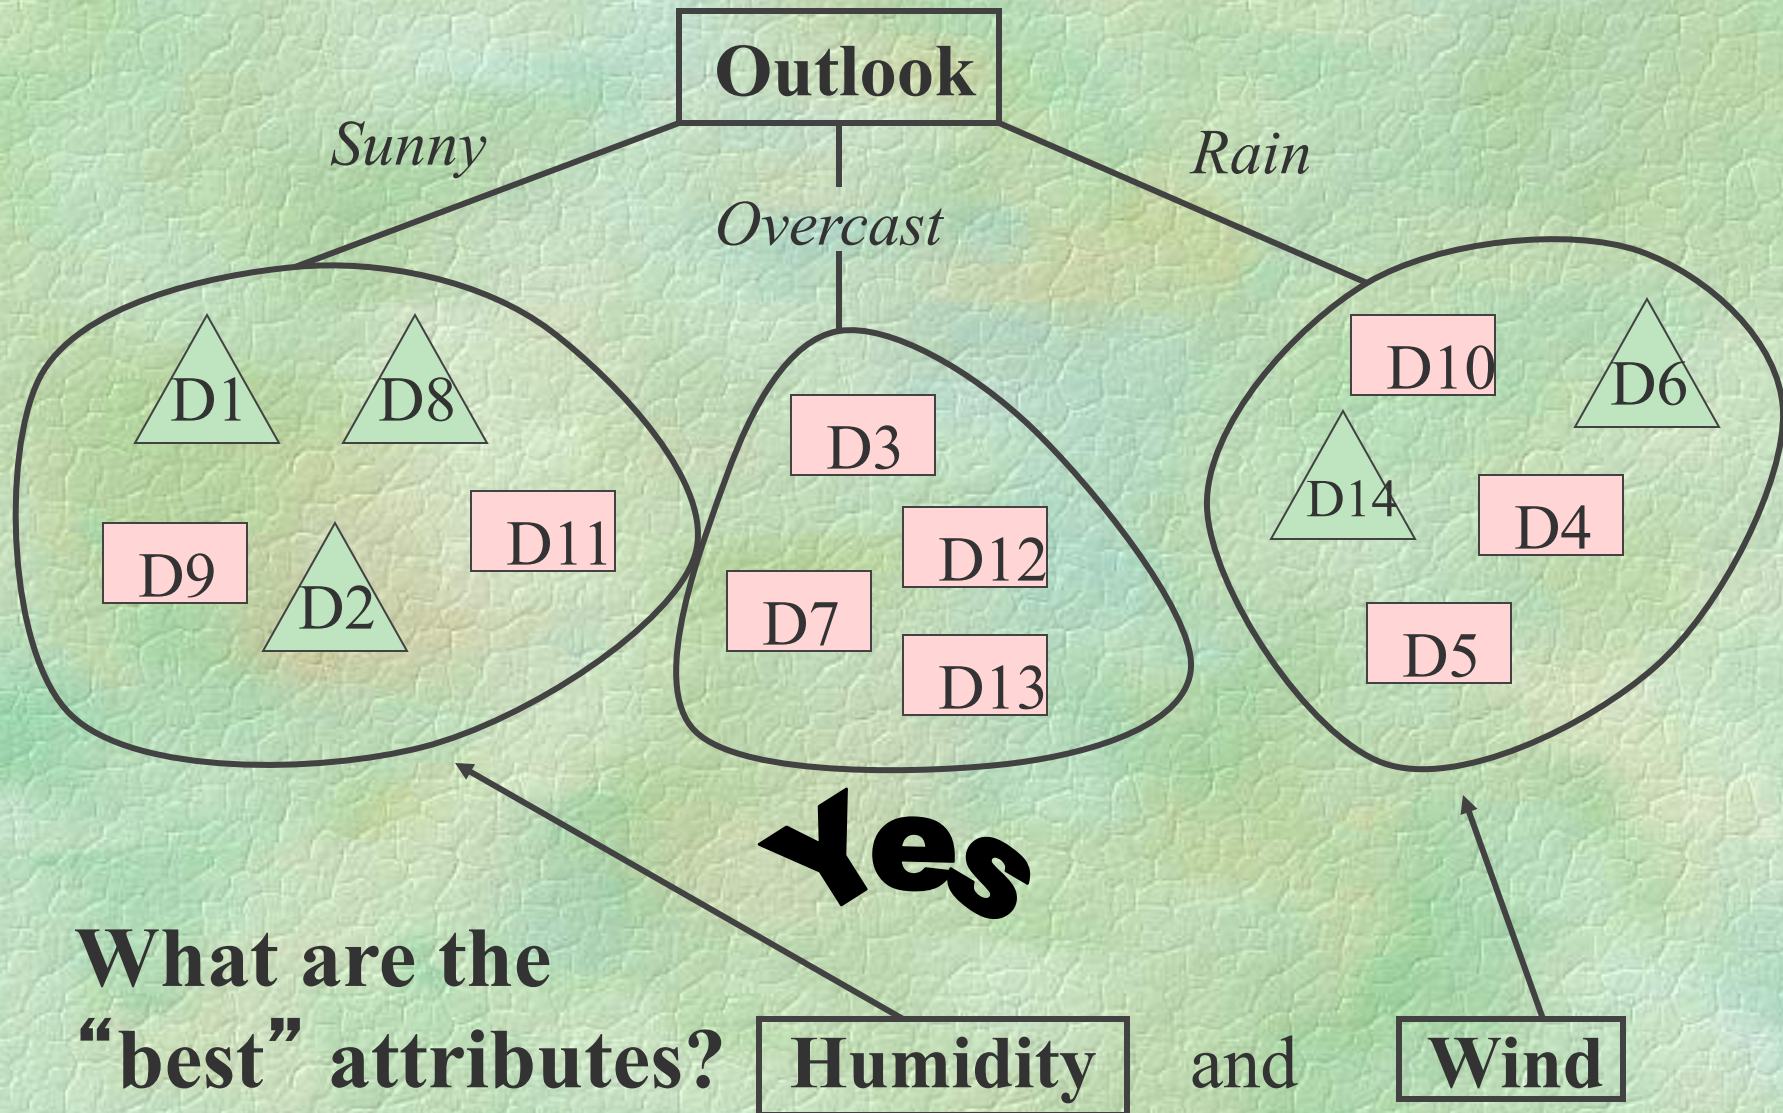 Outlook
Sunny
Overcast
Rain
D1
D8
D9
D2
D11
D3
D12
D7
D13
D10
D6
D14
D4
D5
Yes
What are the
“best” attributes? Humidity and Wind